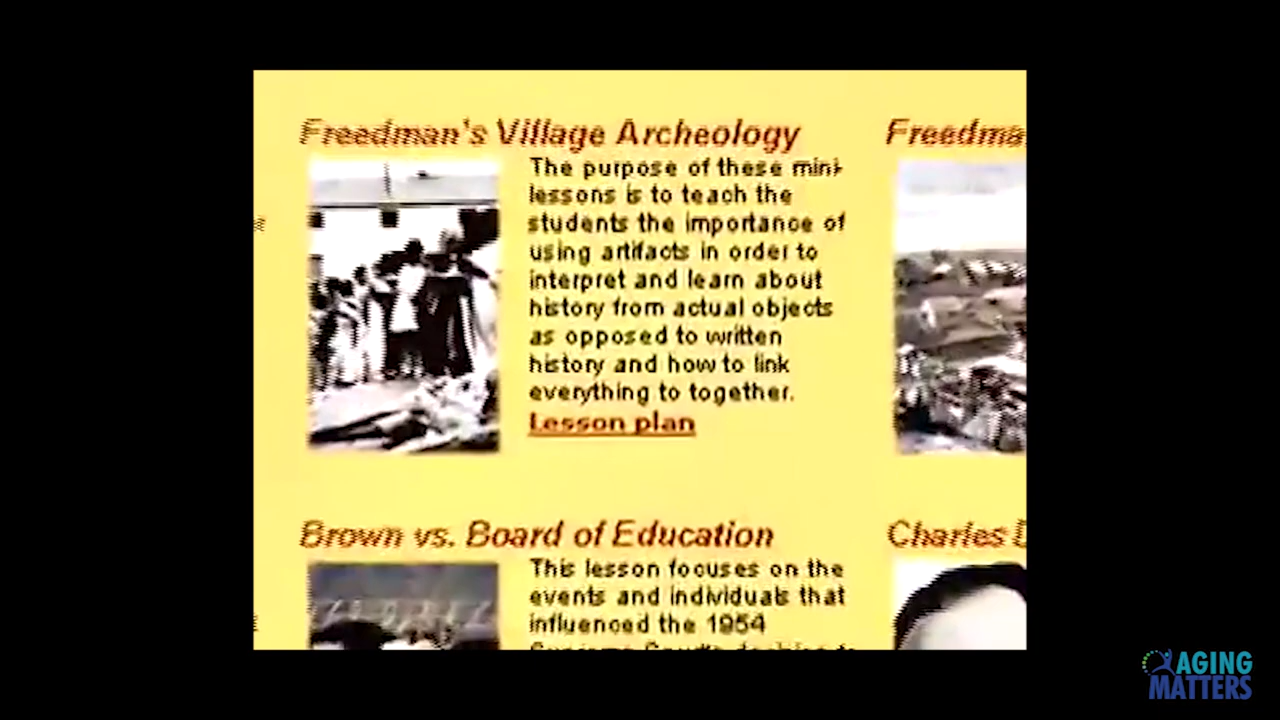 Freedman's Village Archeology
The purpose of these mini-
lessons is to teach the
students the importance of
using artifacts in order to
interpret and learn about
history from actual objects
as opposed to written
history and how to link
everything to together.
Lesson plan
Freedma
Brown vs. Board of Education
This lesson focuses on the
events and individuals that
influenced the 1954
Charles D
AGING
MATTERS